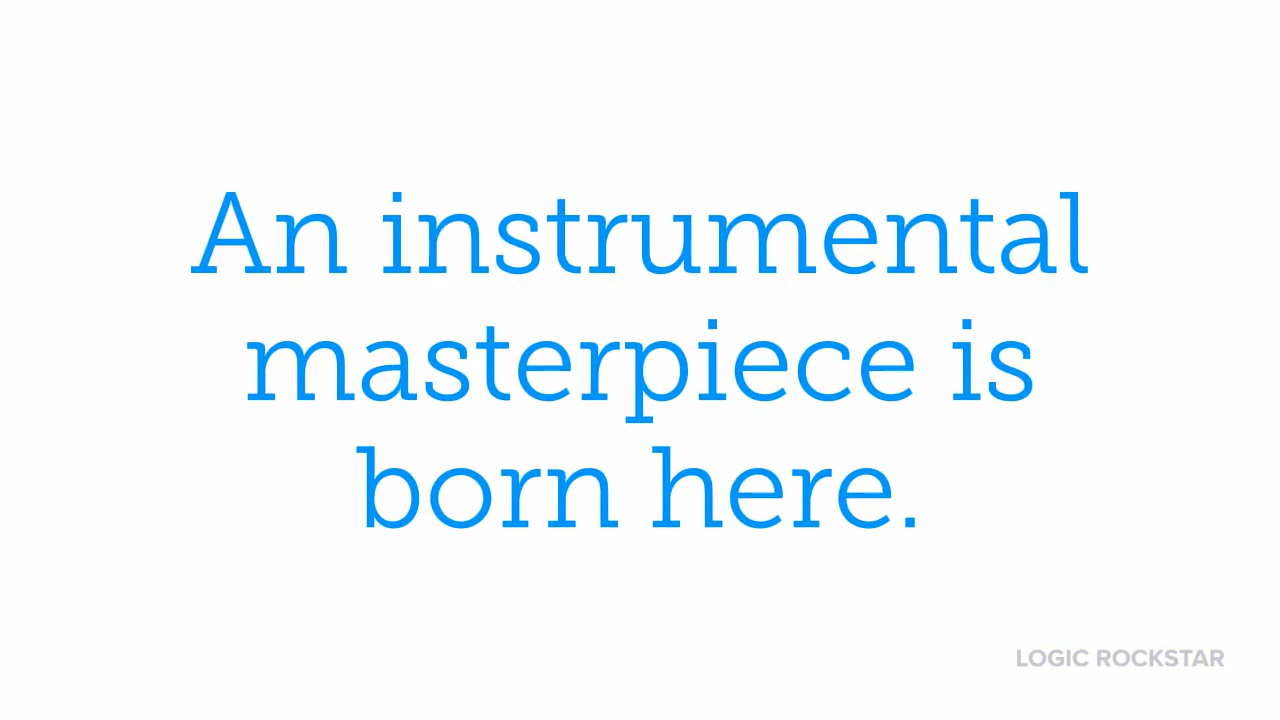 An instrumental
masterpiece is
born here.
LOGIC ROCKSTAR